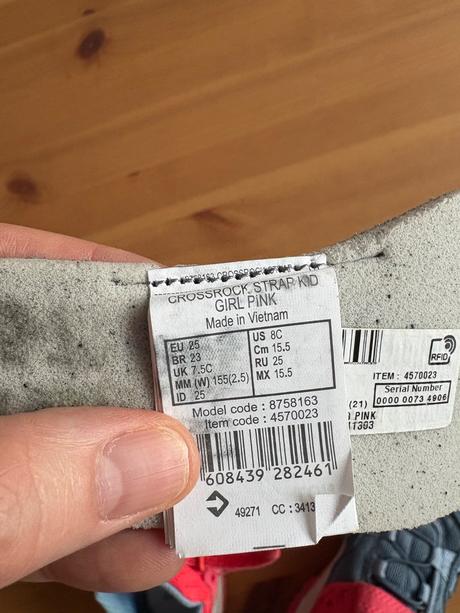 CROSSROCK STRAP KID
GIRL PINK
Made in Vietnam
EU 25
BR 23
UK 7.5C
MM (W) 155(2.5)
ID 25
US 8C
Cm 15.5
RU 25
MX 15.5
Model code : 8758163
Item code : 4570023
608439 282461
49271 CC : 3413
RFID
ITEM : 4570023
Serial Number
0000 0073 4906
(21)
PINK